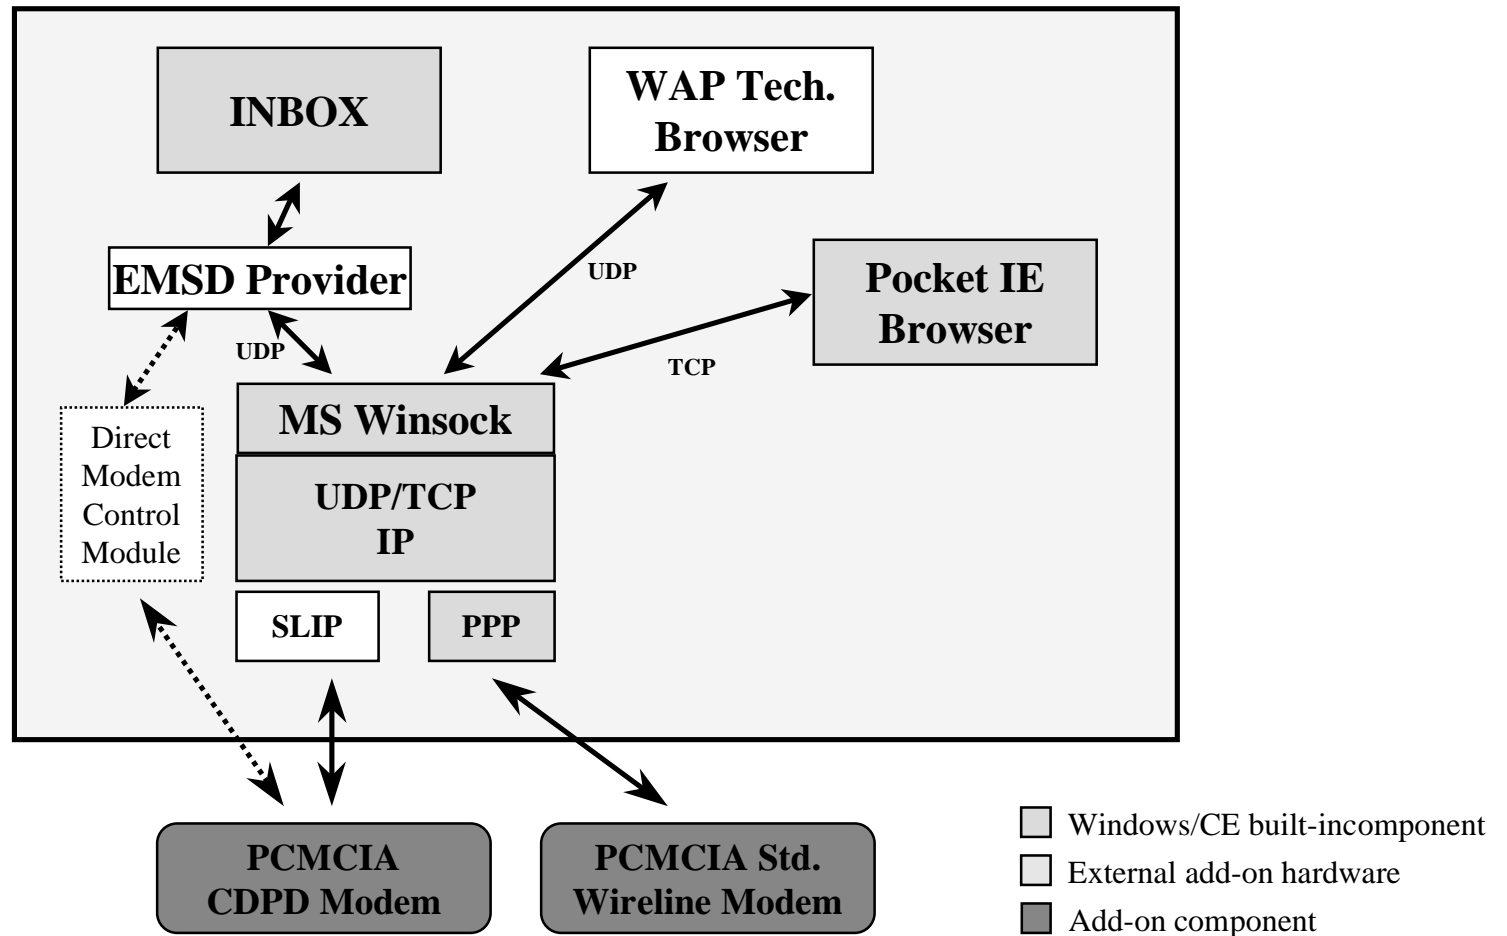 INBOX
WAP Tech.
Browser
EMSD Provider
UDP
Pocket IE
Browser
UDP
TCP
MS Winsock
Direct
Modem
Control
Module
UDP/TCP
IP
SLIP
PPP
PCMCIA
CDPD Modem
PCMCIA Std.
Wireline Modem
Windows/CE built-incomponent
External add-on hardware
Add-on component